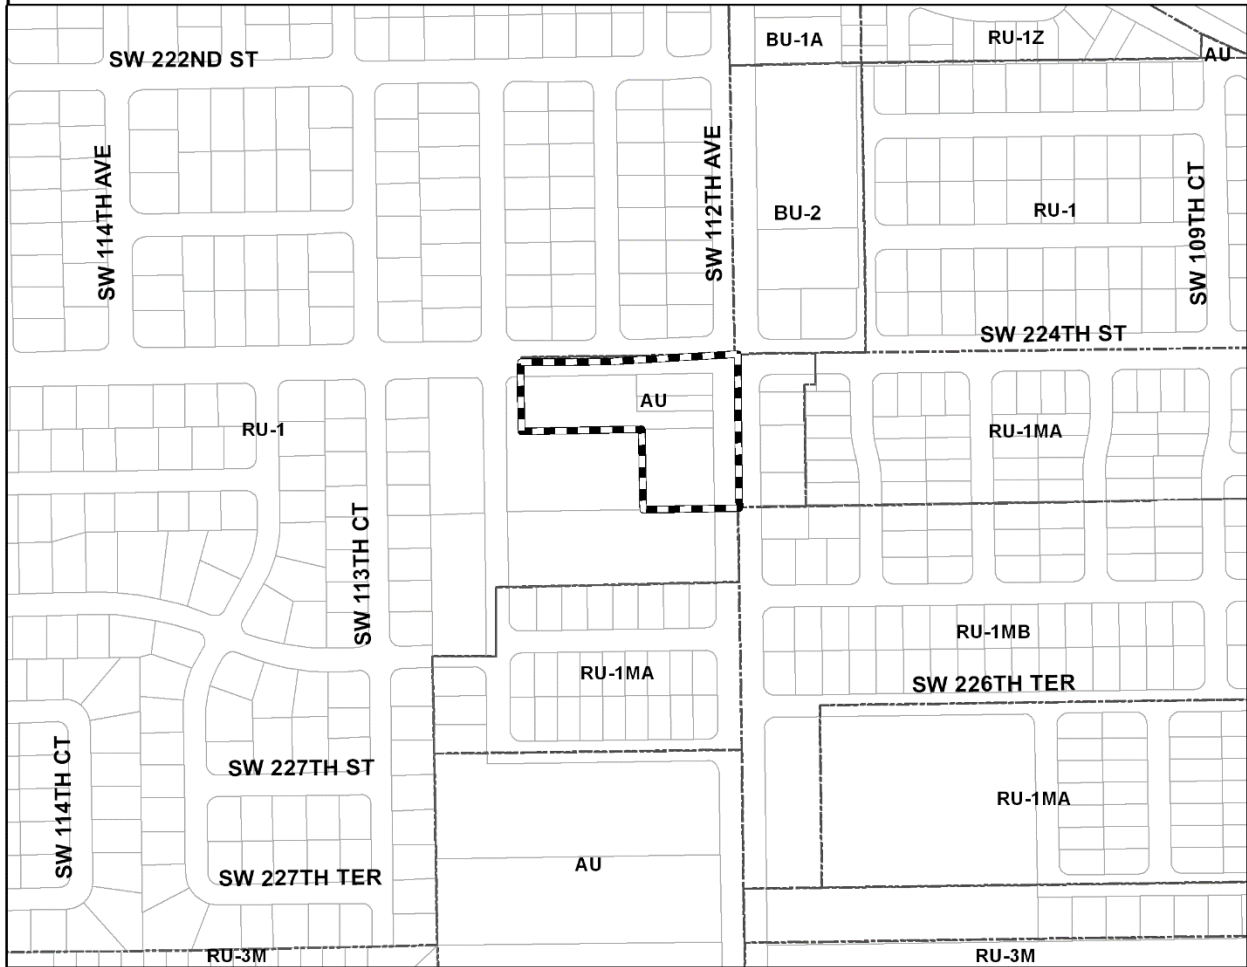 BU-1A
RU-1Z
AU
SW 222ND ST
SW 114TH AVE
SW 112TH AVE
BU-2
RU-1
SW 109TH CT
SW 224TH ST
AU
RU-1
RU-1MA
SW 113TH CT
RU-1MB
RU-1MA
SW 226TH TER
SW 114TH CT
SW 227TH ST
RU-1MA
AU
SW 227TH TER
RU-3M
RU-3M